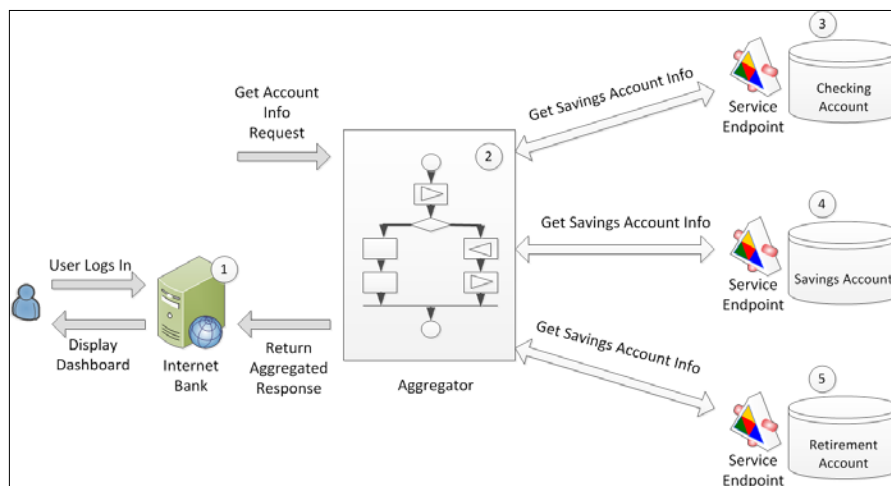 3
Checking
Account
Service
Endpoint
Get Savings Account Info
Get Account
Info
Request
2
4
Get Savings Account Info
Savings Account
Service
Endpoint
User Logs In
1
Display
Dashboard
Internet
Bank
Return
Aggregated
Response
Aggregator
Get Savings Account Info
5
Retirement
Account
Service
Endpoint